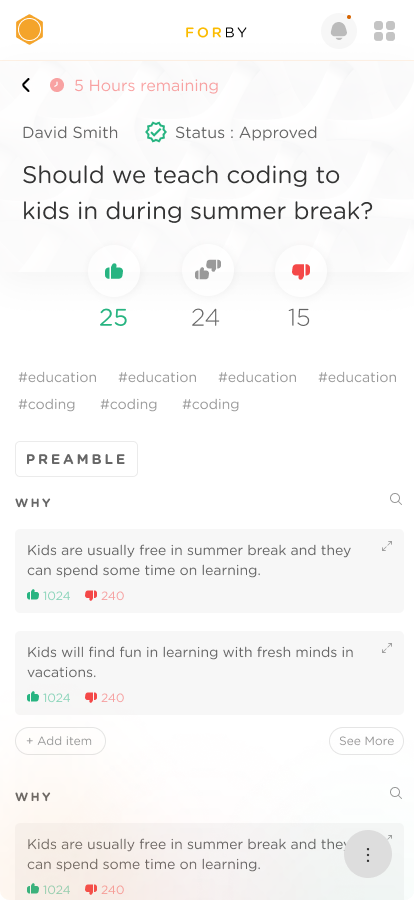 FORBY
5 Hours remaining
David Smith Status : Approved
Should we teach coding to
kids in during summer break?
25 24 15
#education #education #education #education
#coding #coding #coding
PREAMBLE
WHY
Kids are usually free in summer break and they
can spend some time on learning.
1024 240
Kids will find fun in learning with fresh minds in
vacations.
1024 240
+ Add item See More
WHY
Kids are usually free in summer break and they
can spend some time on learning.
1024 240